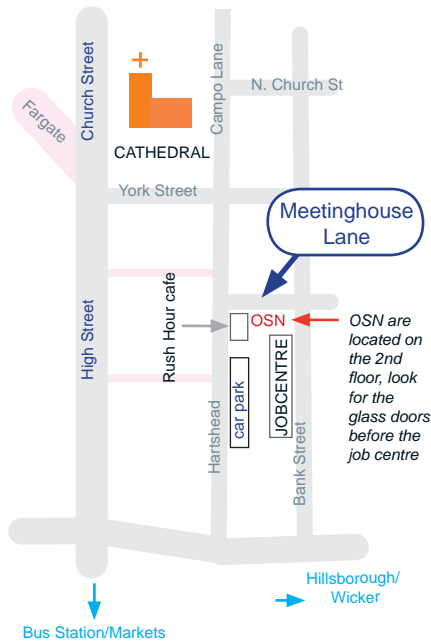 Church Street
Campo Lane
N. Church St
Fargate
CATHEDRAL
York Street
Meetinghouse
Lane
High Street
Rush Hour cafe
OSN
OSN are
located on
the 2nd
floor, look
for the
glass doors
before the
job centre
JOBCENTRE
car park
Hartshead
Bank Street
Hillsborough/
Wicker
Bus Station/Markets